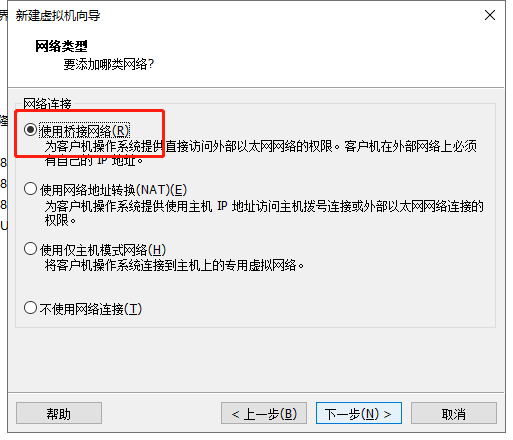 新建虚拟机向导
网络类型
要添加哪类网络?
网络连接
使用桥接网络(R)
为客户机操作系统提供直接访问外部以太网网络的权限。客户机在外部网络上必须
有自己的 IP 地址。
使用网络地址转换(NAT)(E)
为客户机操作系统提供使用主机 IP 地址访问主机拨号连接或外部以太网网络连接的
权限。
使用仅主机模式网络(H)
将客户机操作系统连接到主机上的专用虚拟网络。
不使用网络连接(T)
帮助
< 上一步(B)
下一步(N) >
取消